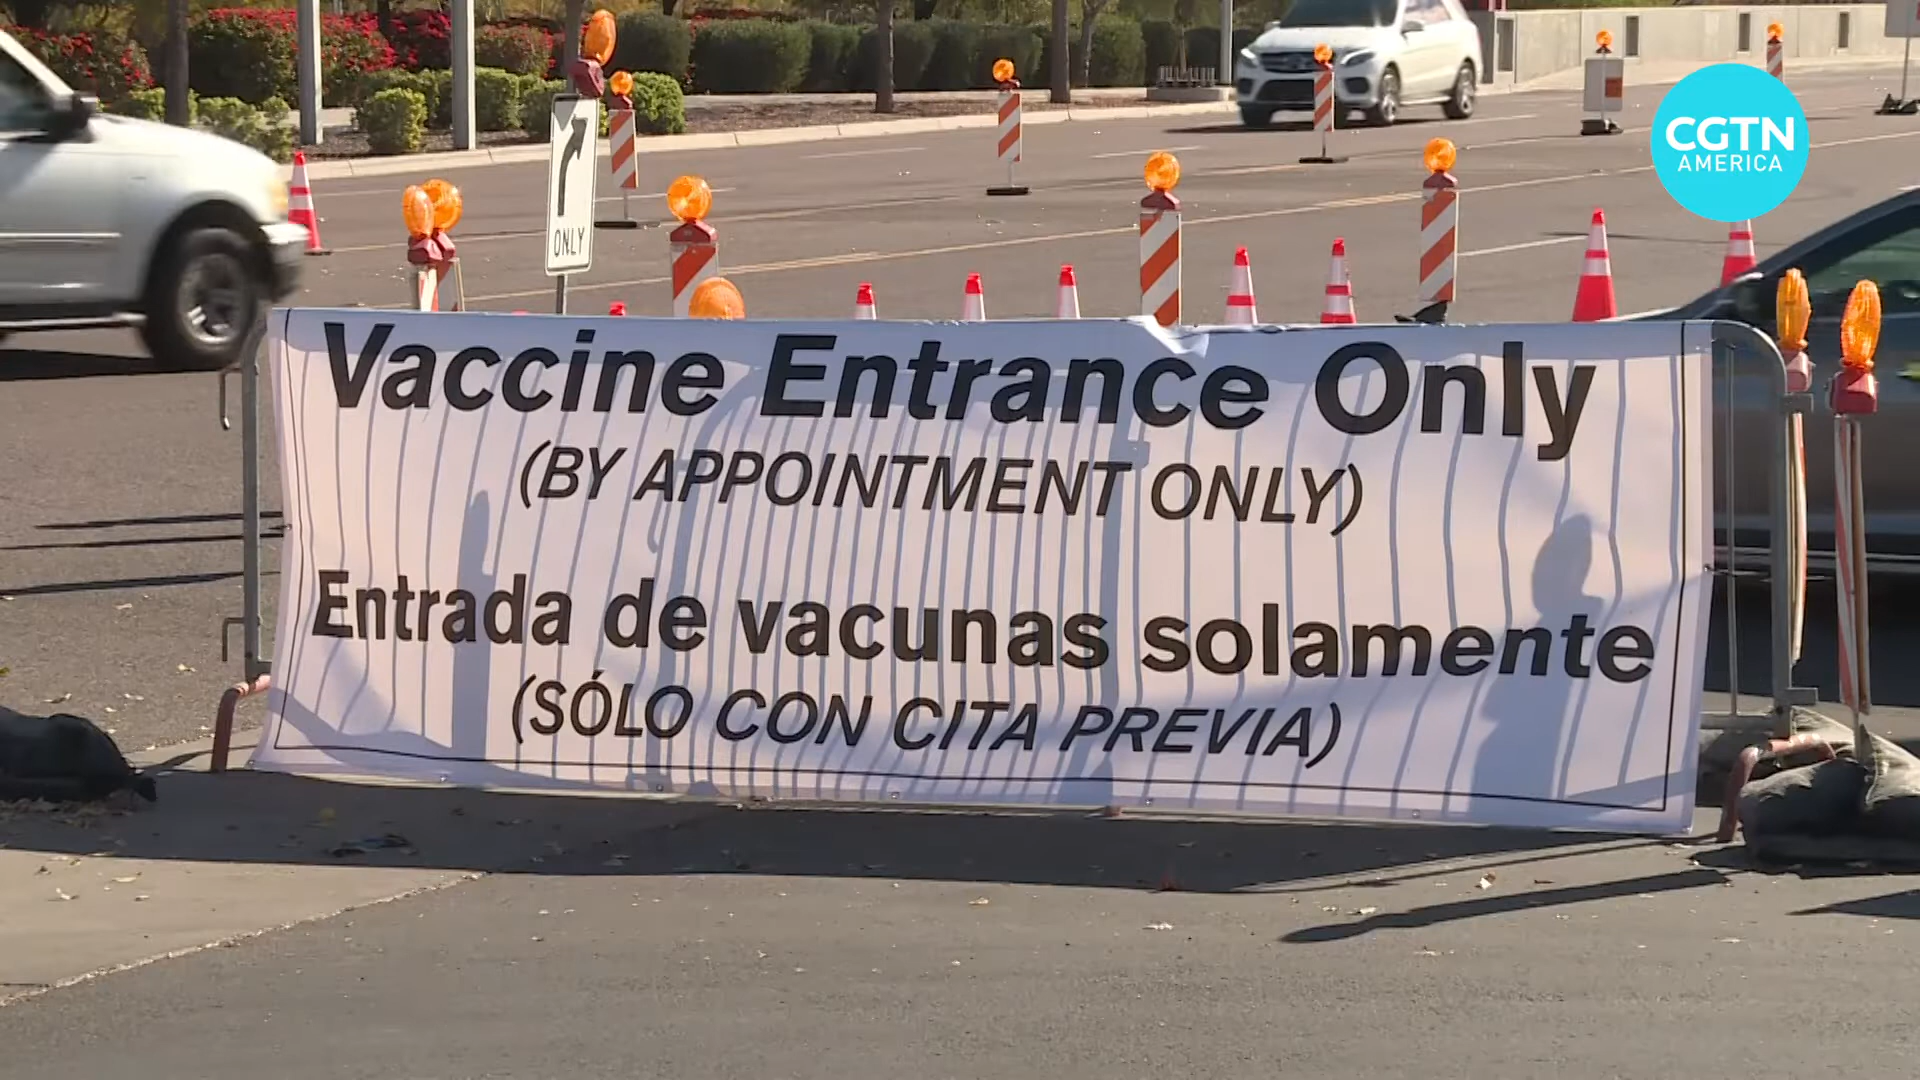 CGTN
AMERICA
ONLY
Vaccine Entrance Only
(BY APPOINTMENT ONLY)
Entrada de vacunas solamente
(SÓLO CON CITA PREVIA)